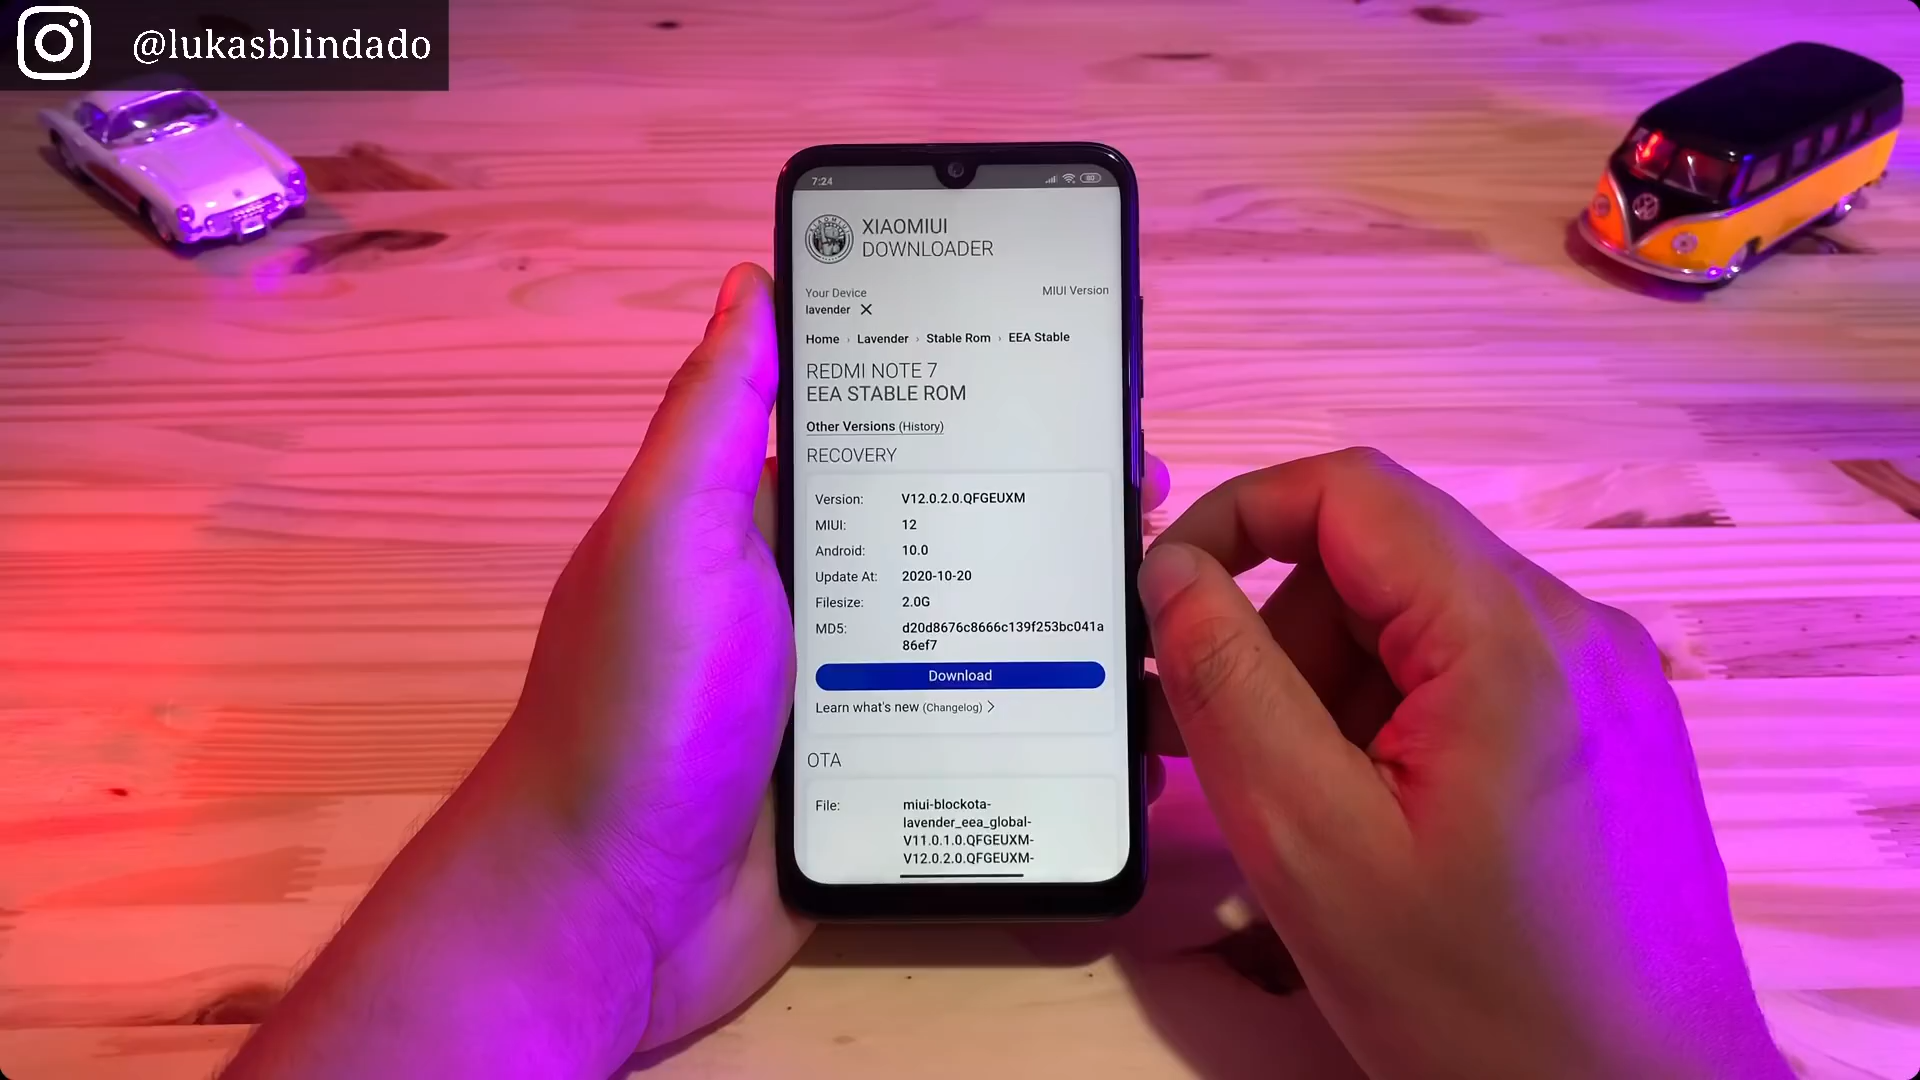 @lukasblindado
7:24
XIAOMIUI
DOWNLOADER
Your Device
MIUI Version
lavender
Home › Lavender › Stable Rom › EEA Stable
REDMI NOTE 7
EEA STABLE ROM
Other Versions (History)
RECOVERY
Version: V12.0.2.0.QFGEUXM
MIUI: 12
Android: 10.0
Update At: 2020-10-20
Filesize: 2.0G
MD5: d20d8676c8666c139f253bc041a
86ef7
Download
Learn what's new (Changelog)
OTA
File: miui-blockota-
lavender_eea_global-
V11.0.1.0.QFGEUXM-
V12.0.2.0.QFGEUXM-